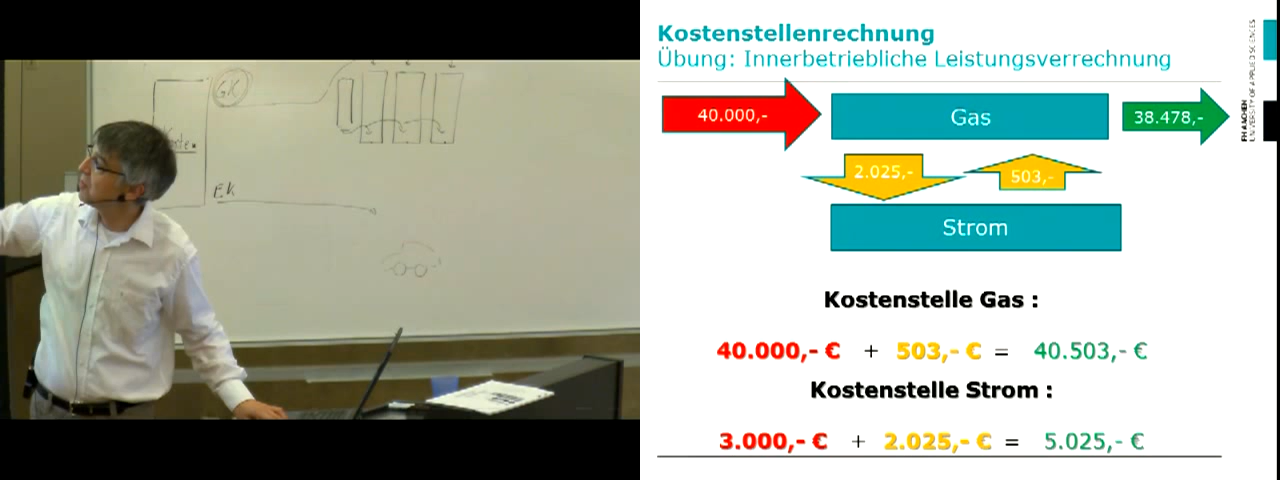 GK
EK
Kostenstellenrechnung
Übung: Innerbetriebliche Leistungsverrechnung
FH AACHEN
UNIVERSITY OF APPLIED SCIENCES
40.000,-
Gas
38.478,-
2.025,-
503,-
Strom
Kostenstelle Gas :
40.000,- € + 503,- € = 40.503,- €
Kostenstelle Strom :
3.000,- € + 2.025,- € = 5.025,- €